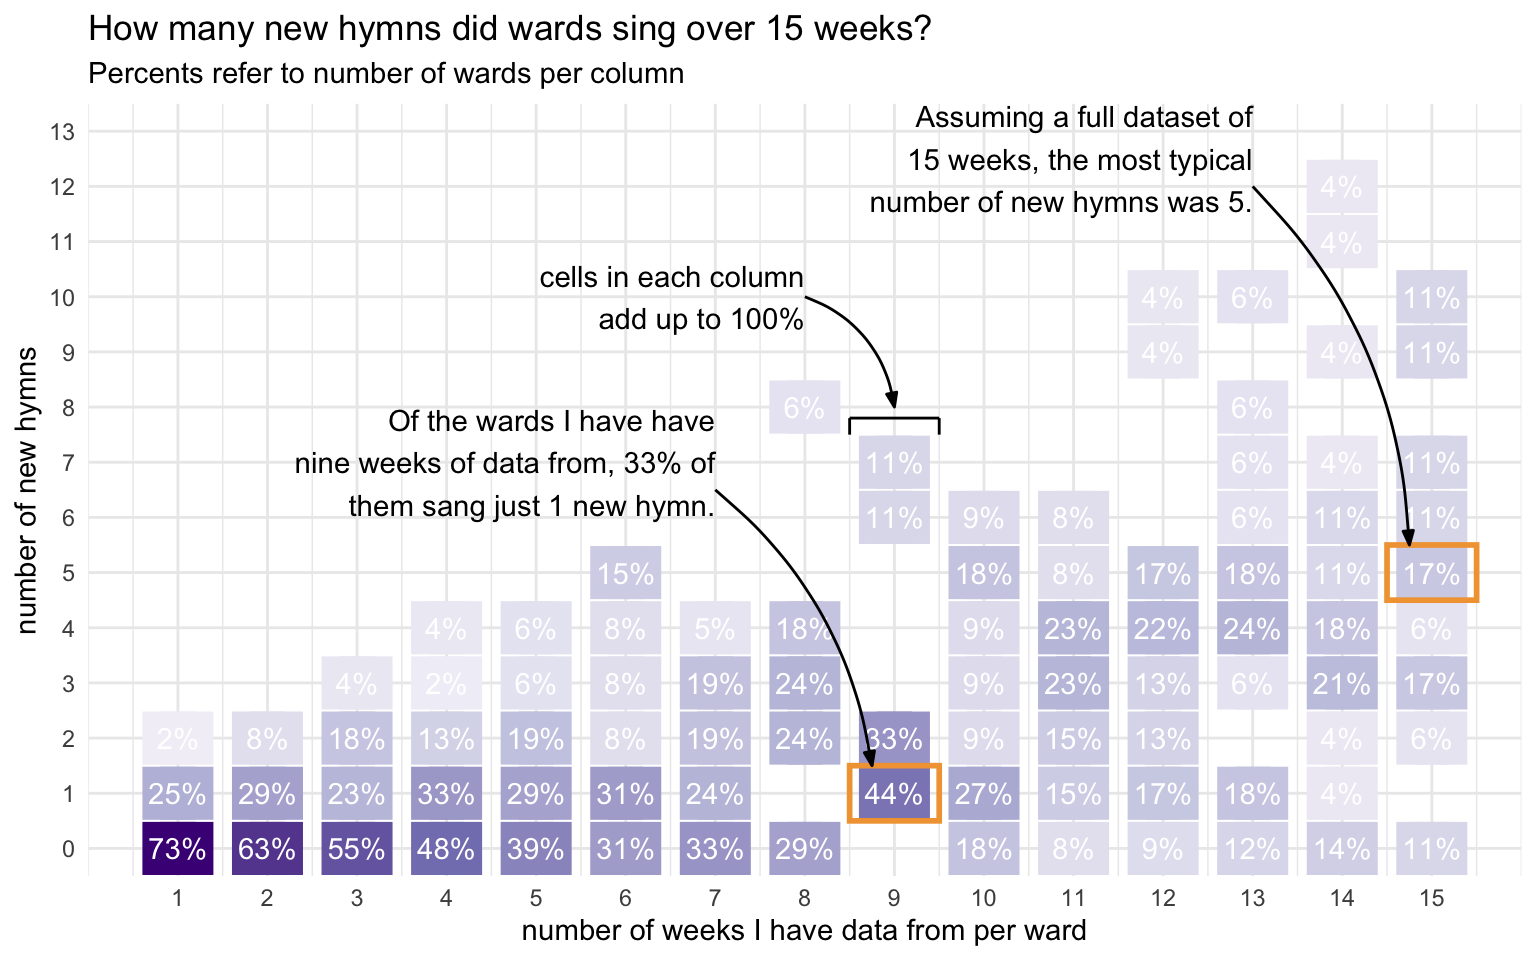 How many new hymns did wards sing over 15 weeks?
Percents refer to number of wards per column
Assuming a full dataset of
15 weeks, the most typical
number of new hymns was 5.
cells in each column
add up to 100%
Of the wards I have have
nine weeks of data from, 33% of
them sang just 1 new hymn.
number of new hymns
13
12 4%
11 4%
10 4% 6% 11%
9 4% 4% 11%
8 6% 6%
7 11% 6% 4% 11%
6 11% 9% 8% 6% 11% 11%
5 15% 18% 8% 17% 18% 11% 17%
4 4% 6% 8% 5% 18% 9% 23% 22% 24% 18% 6%
3 4% 2% 6% 8% 19% 24% 9% 23% 13% 6% 21% 17%
2 2% 8% 18% 13% 19% 8% 19% 24% 33% 9% 15% 13% 4% 6%
1 25% 29% 23% 33% 29% 31% 24% 44% 27% 15% 17% 18% 4%
0 73% 63% 55% 48% 39% 31% 33% 29% 18% 8% 9% 12% 14% 11%
1 2 3 4 5 6 7 8 9 10 11 12 13 14 15
number of weeks I have data from per ward